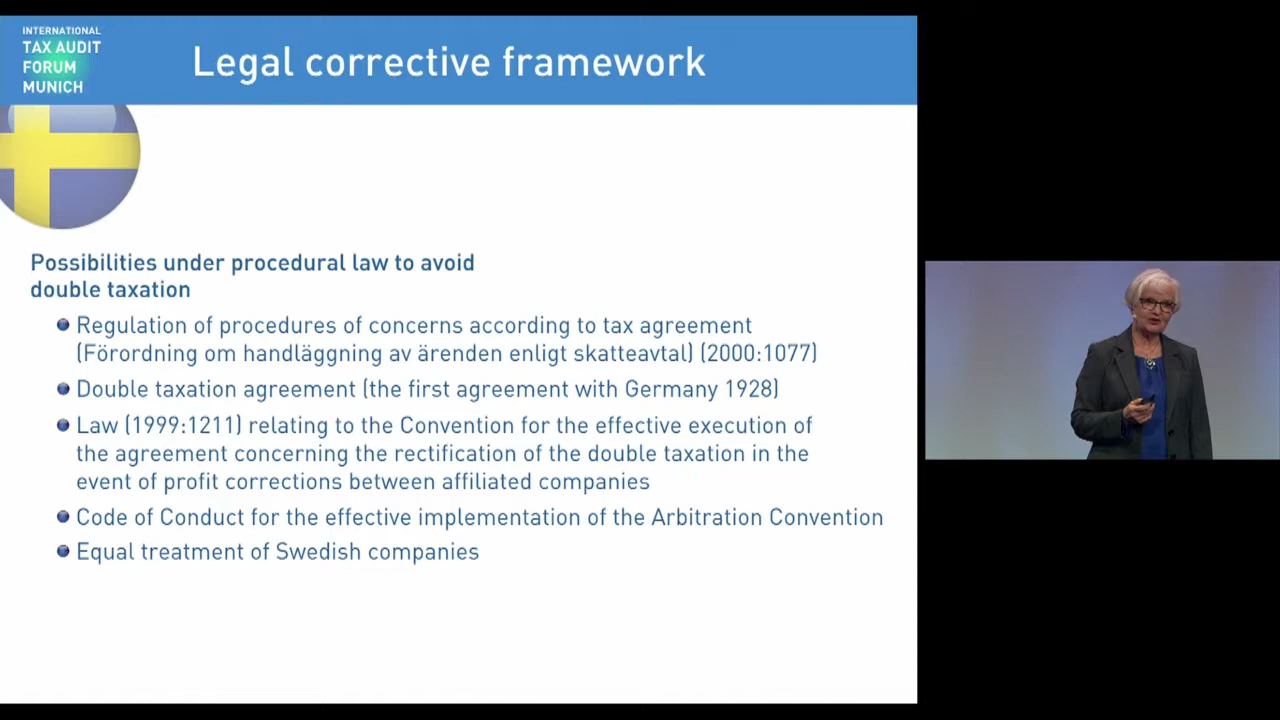 INTERNATIONAL
TAX AUDIT
FORUM
MUNICH
Legal corrective framework
Possibilities under procedural law to avoid
double taxation
Regulation of procedures of concerns according to tax agreement
(Förordning om handläggning av ärenden enligt skatteavtal) (2000:1077)
Double taxation agreement (the first agreement with Germany 1928)
Law (1999:1211) relating to the Convention for the effective execution of
the agreement concerning the rectification of the double taxation in the
event of profit corrections between affiliated companies
Code of Conduct for the effective implementation of the Arbitration Convention
Equal treatment of Swedish companies